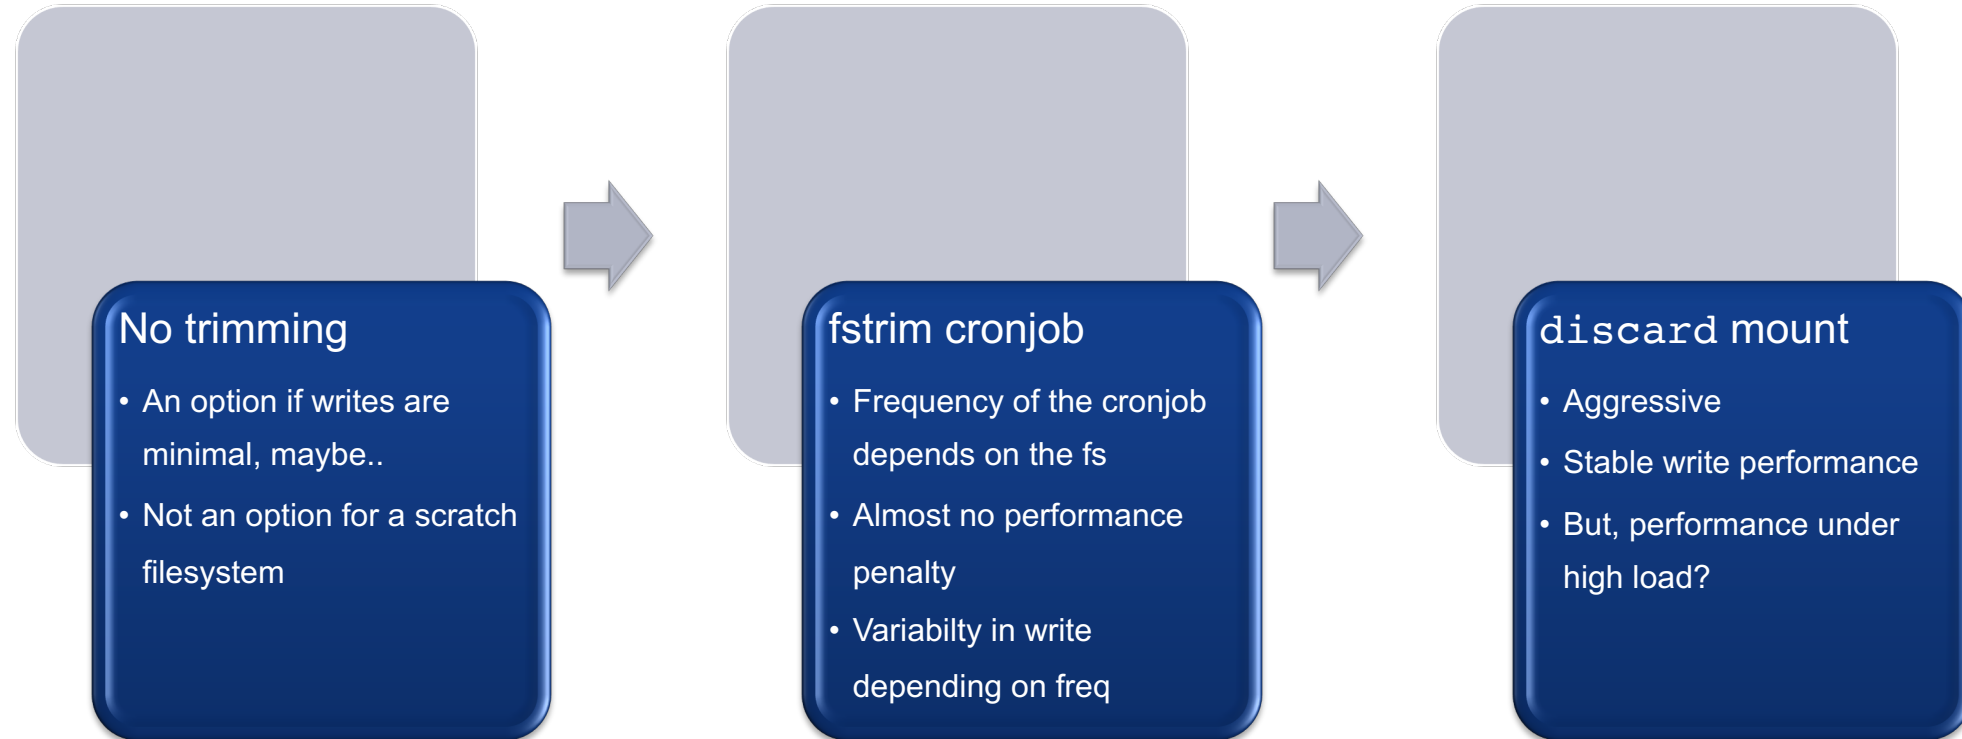 No trimming
• An option if writes are
minimal, maybe..
• Not an option for a scratch
filesystem
fstrim cronjob
• Frequency of the cronjob
depends on the fs
• Almost no performance
penalty
• Variabilty in write
depending on freq
discard mount
• Aggressive
• Stable write performance
• But, performance under
high load?